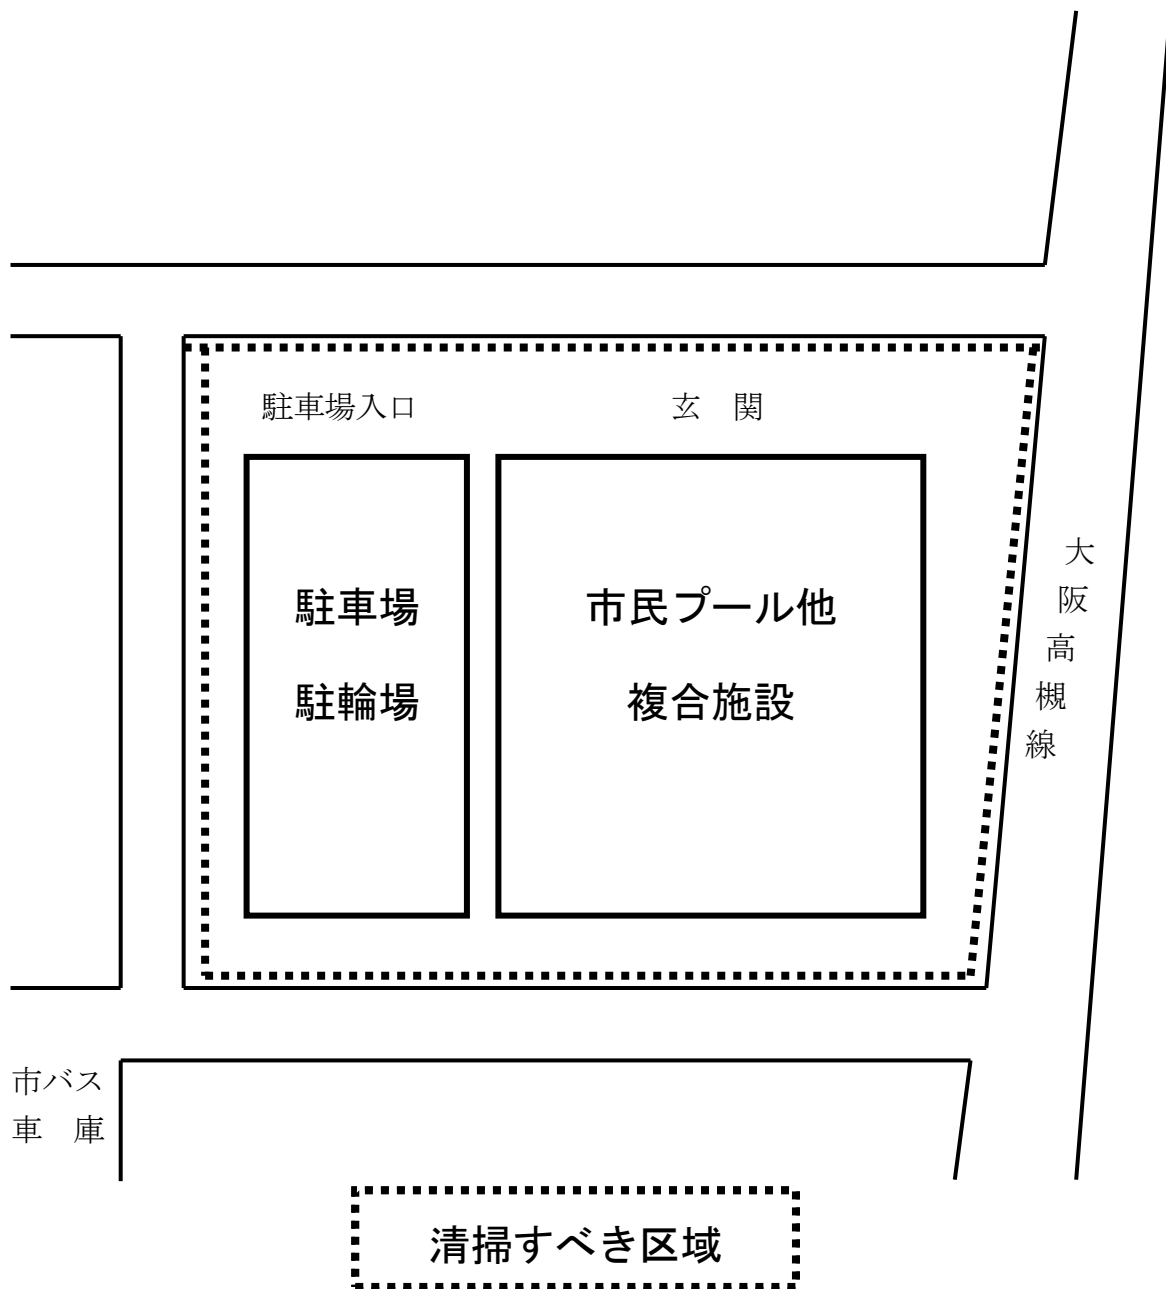 駐車場入口
玄　関
駐車場
駐輪場
市民プール他
複合施設
大阪高槻線
市バス
車　庫
清掃すべき区域